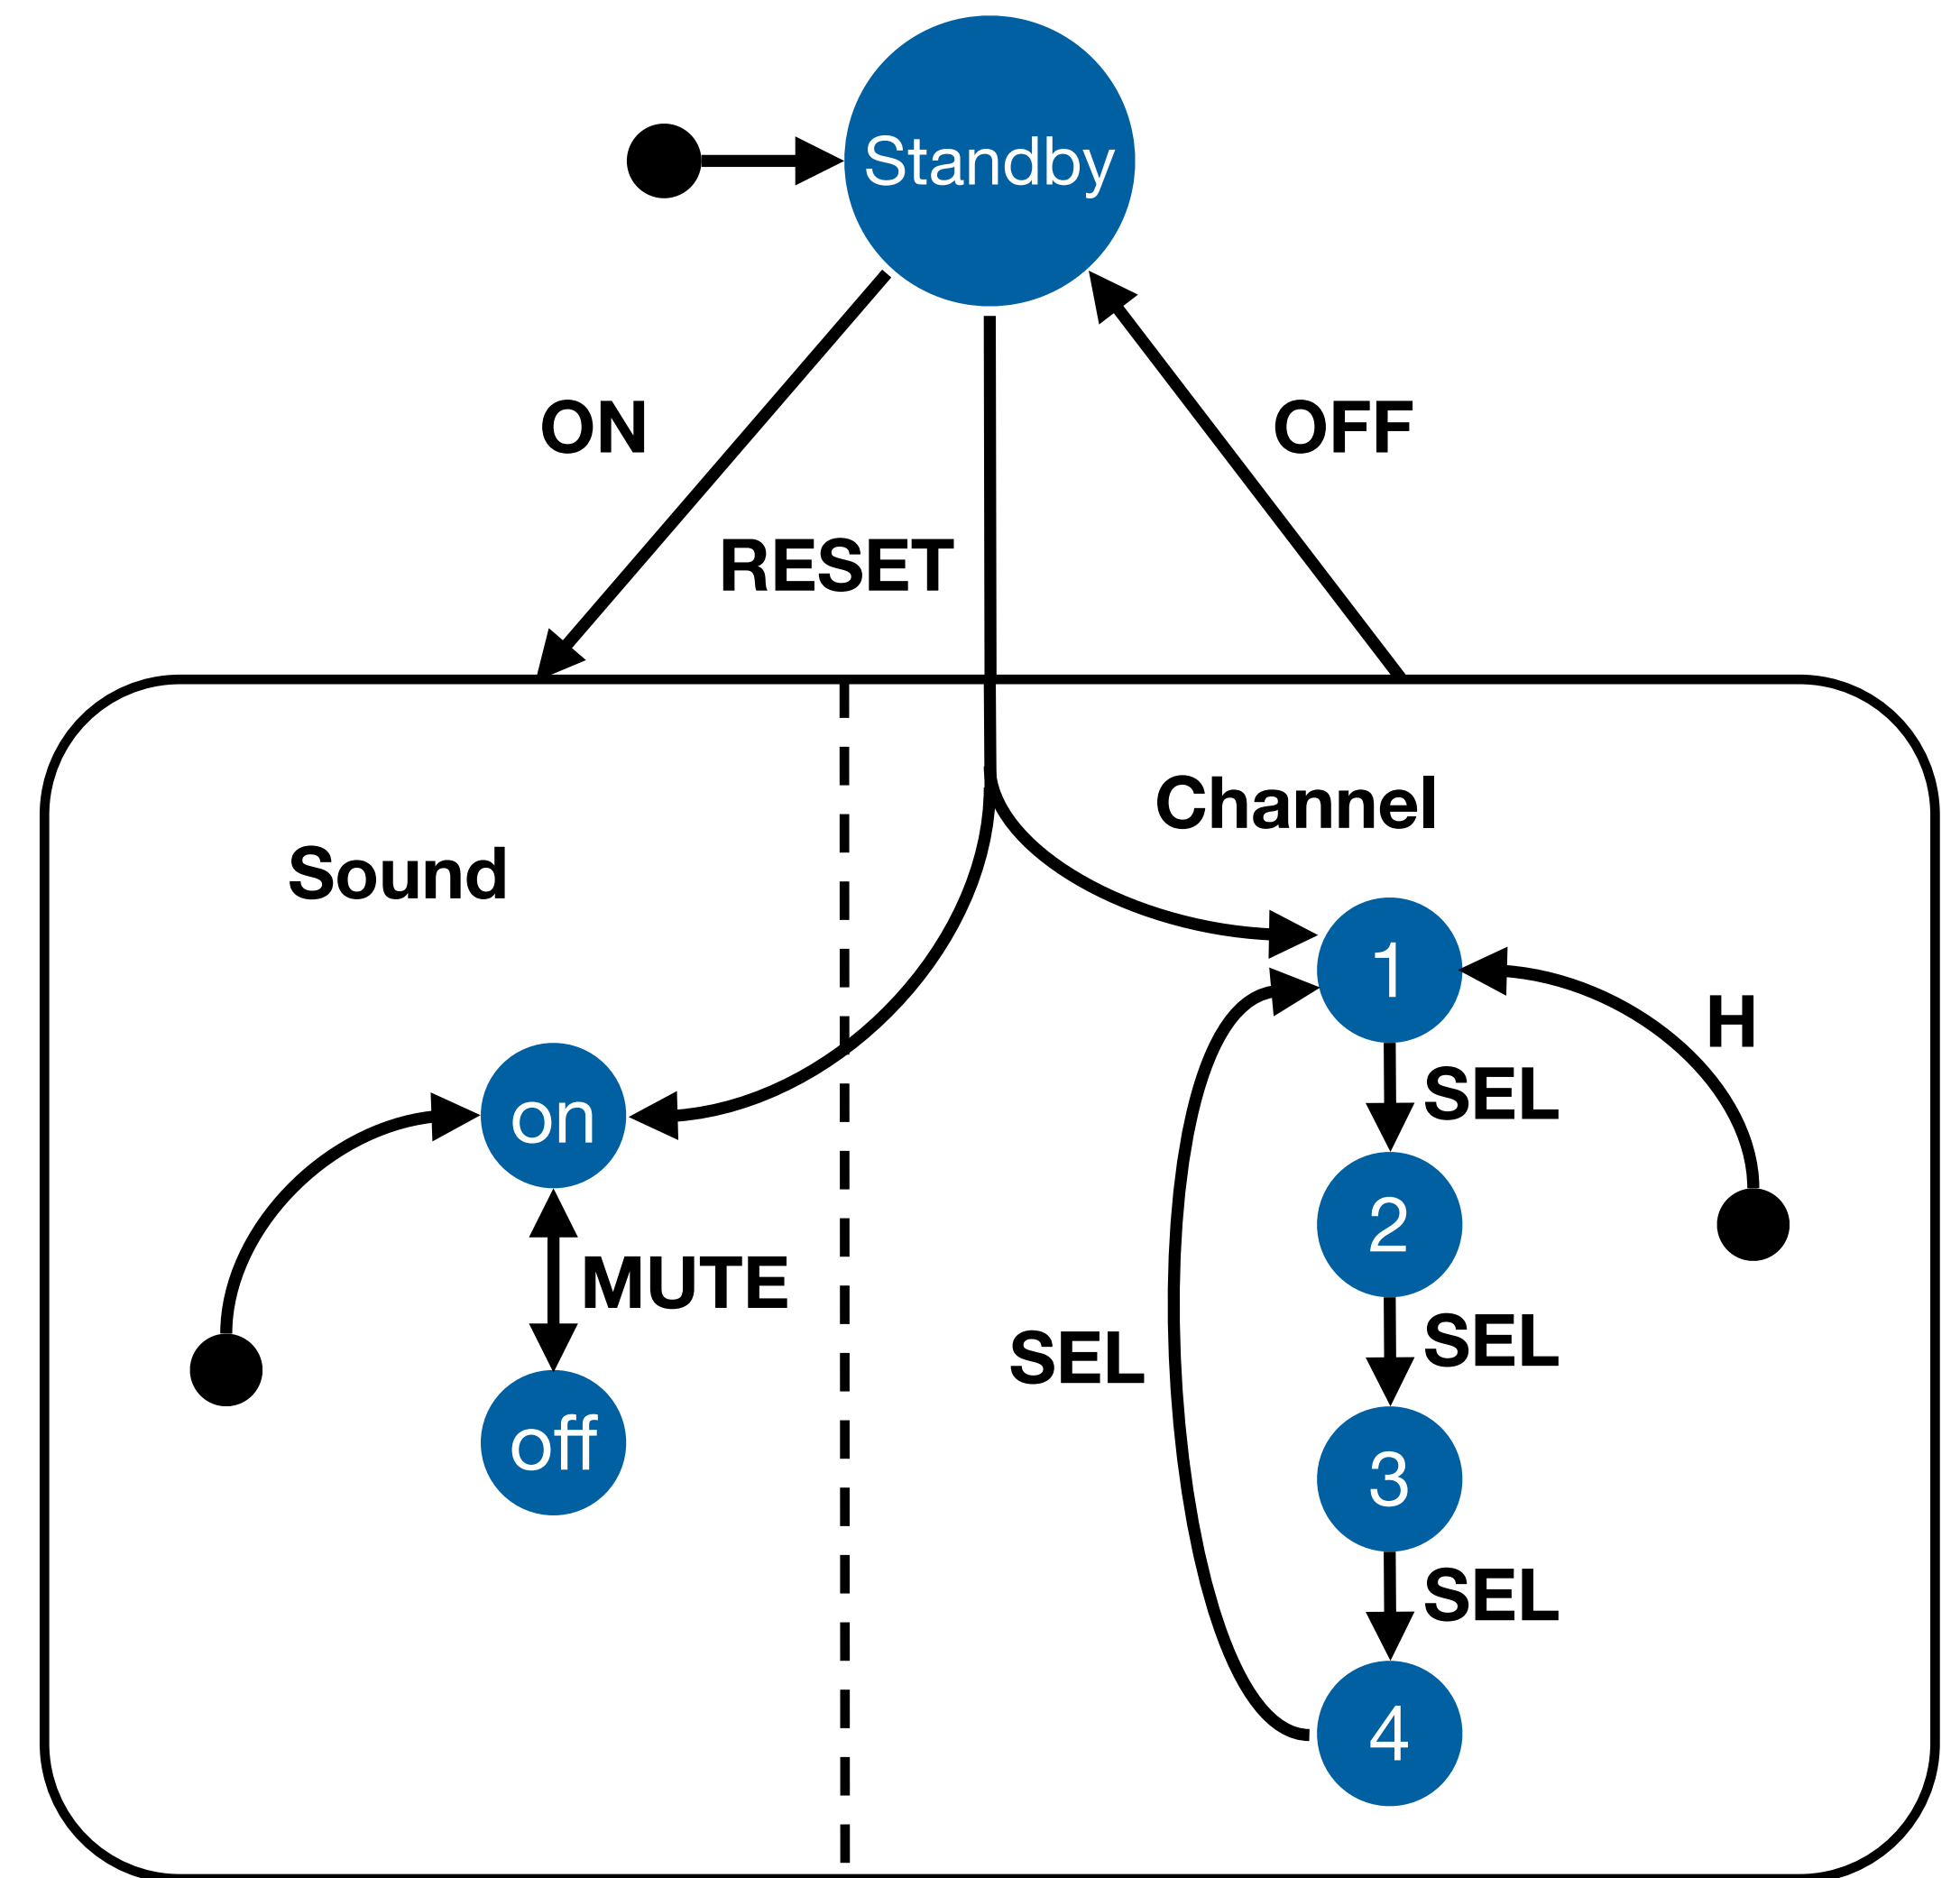 Standby
ON
OFF
RESET
Channel
Sound
1
H
SEL
on
2
MUTE
SEL
SEL
off
3
SEL
4